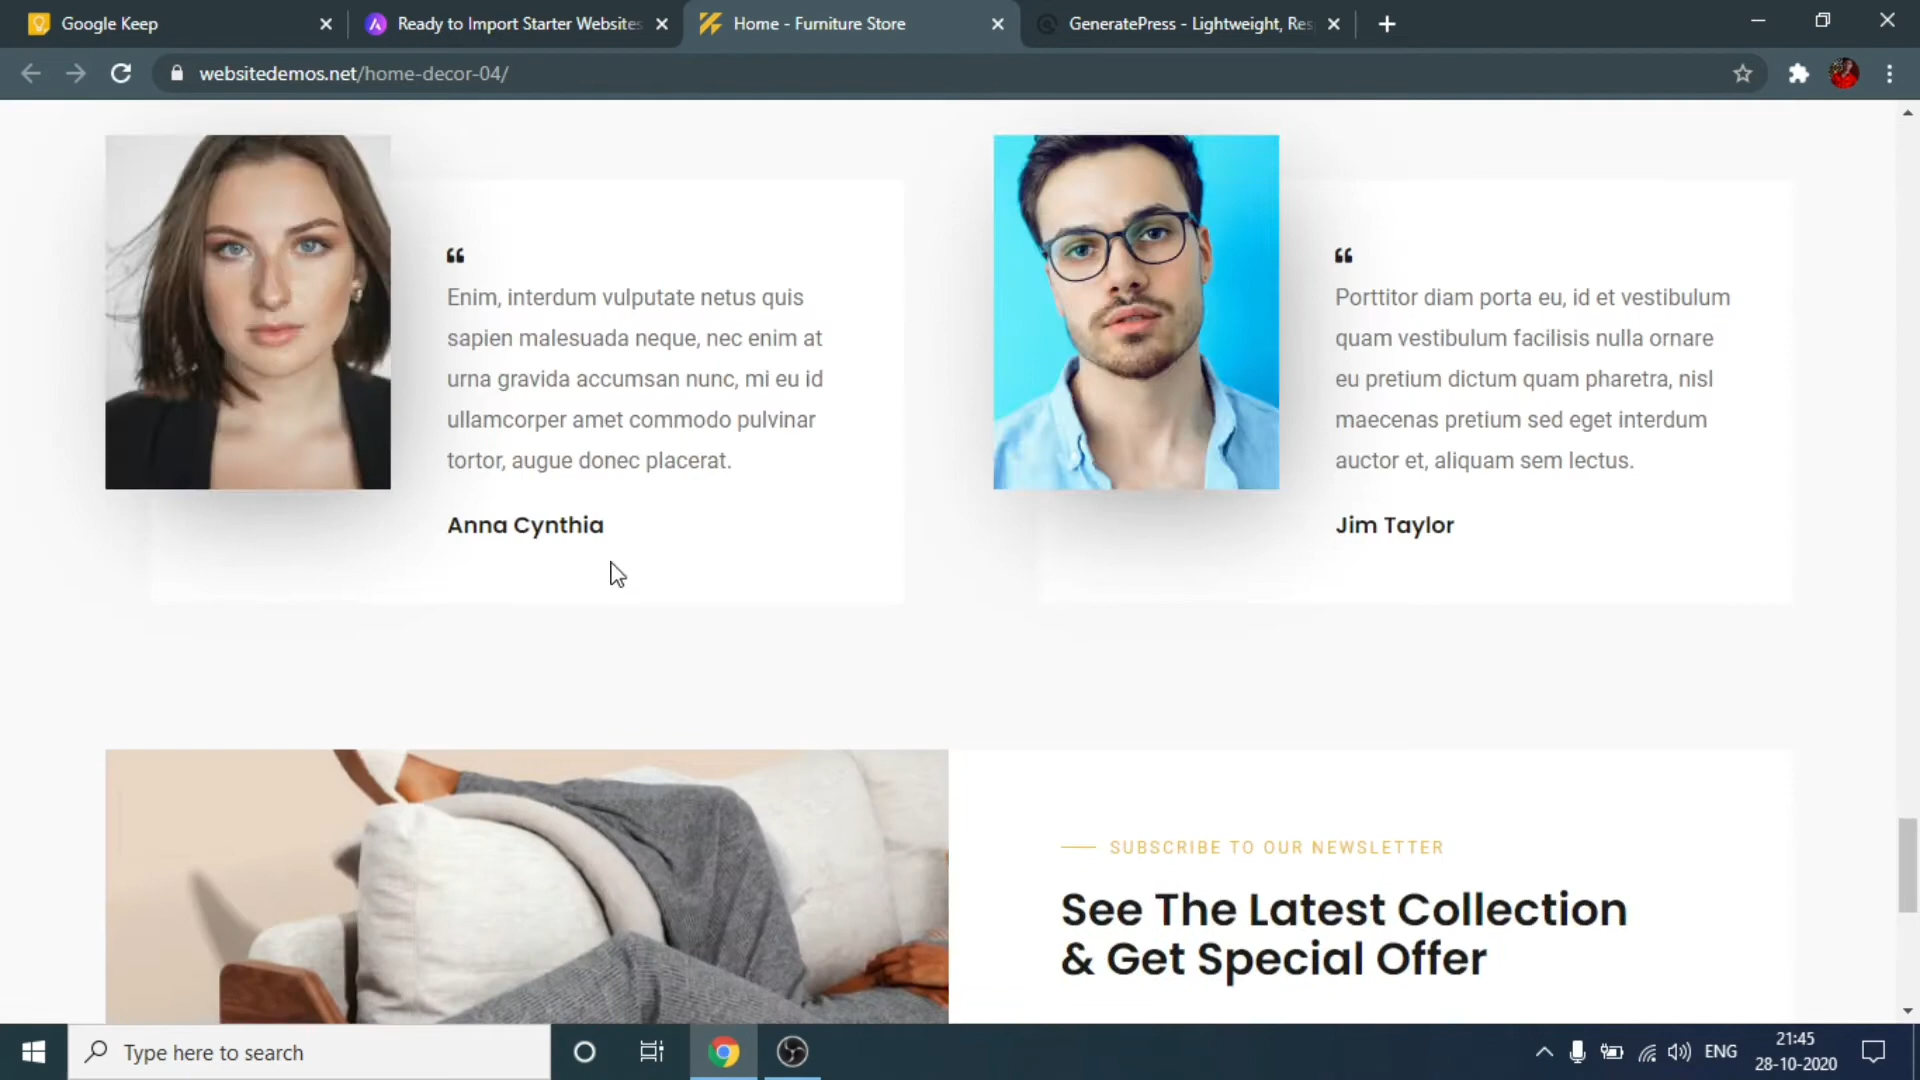 Google Keep
Ready to Import Starter Websites
Home - Furniture Store
GeneratePress - Lightweight, Res
websitedemos.net/home-decor-04/
“
Enim, interdum vulputate netus quis
sapien malesuada neque, nec enim at
urna gravida accumsan nunc, mi eu id
ullamcorper amet commodo pulvinar
tortor, augue donec placerat.
Anna Cynthia
“
Porttitor diam porta eu, id et vestibulum
quam vestibulum facilisis nulla ornare
eu pretium dictum quam pharetra, nisl
maecenas pretium sed eget interdum
auctor et, aliquam sem lectus.
Jim Taylor
SUBSCRIBE TO OUR NEWSLETTER
See The Latest Collection
& Get Special Offer
Type here to search
ENG
21:45
28-10-2020